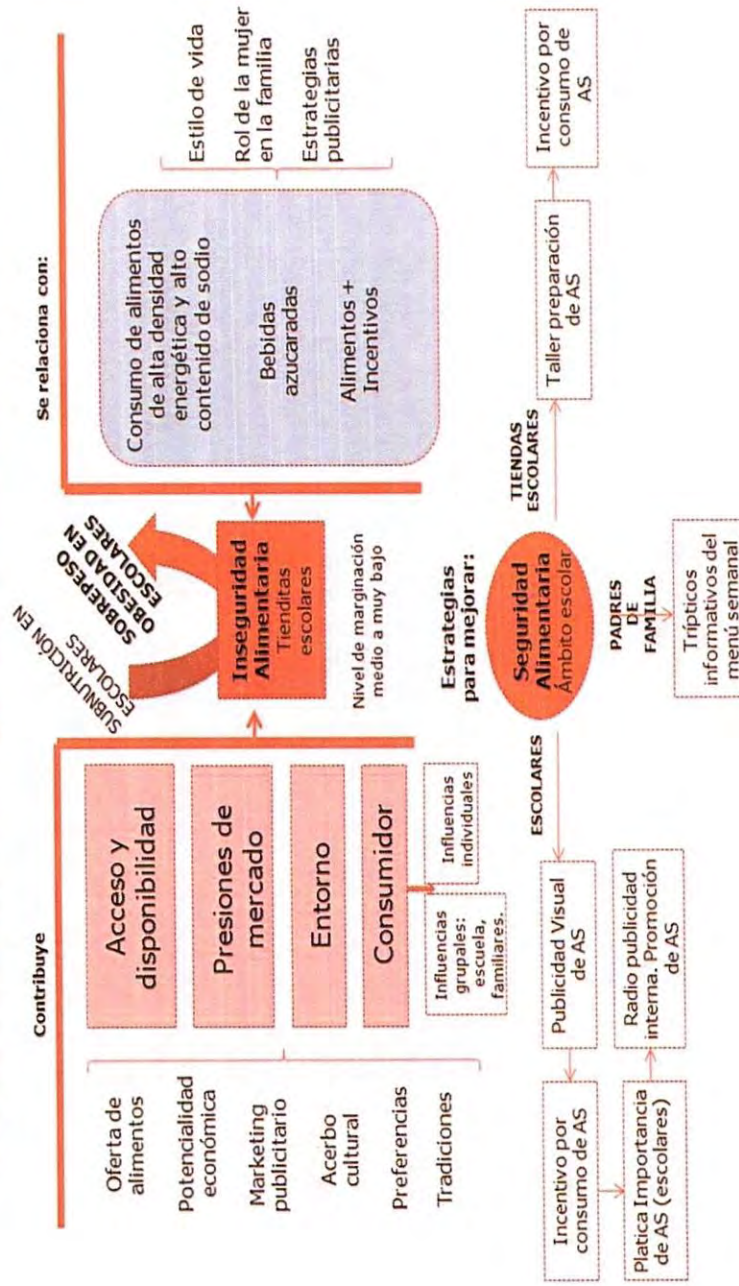 Contribuye
Oferta de
alimentos
Potencialidad
económica
Marketing
publicitario
Acerbo
cultural
Preferencias
Tradiciones
Acceso y
disponibilidad
Presiones de
mercado
Entorno
Consumidor
Influencias
grupales:
escuela,
familiares.
Influencias
individuales
SUBNUTRICIÓN EN
ESCOLARES
SOBREPESO
OBESIDAD EN
ESCOLARES
Inseguridad
Alimentaria
Tienditas
escolares
Nivel de marginación
medio a muy bajo
Se relaciona con:
Consumo de alimentos
de alta densidad
energética y alto
contenido de sodio
Bebidas
azucaradas
Alimentos +
Incentivos
Estilo de vida
Rol de la mujer
en la familia
Estrategias
publicitarias
Estrategias
para mejorar:
Seguridad
Alimentaria
Ámbito escolar
ESCOLARES
Publicidad Visual
de AS
Incentivo por
consumo de AS
Platica Importancia
de AS (escolares)
Radio publicidad
interna. Promoción
de AS
PADRES
DE
FAMILIA
Trípticos
informativos del
menú semanal
TIENDAS
ESCOLARES
Taller preparación
de AS
Incentivo por
consumo de
AS